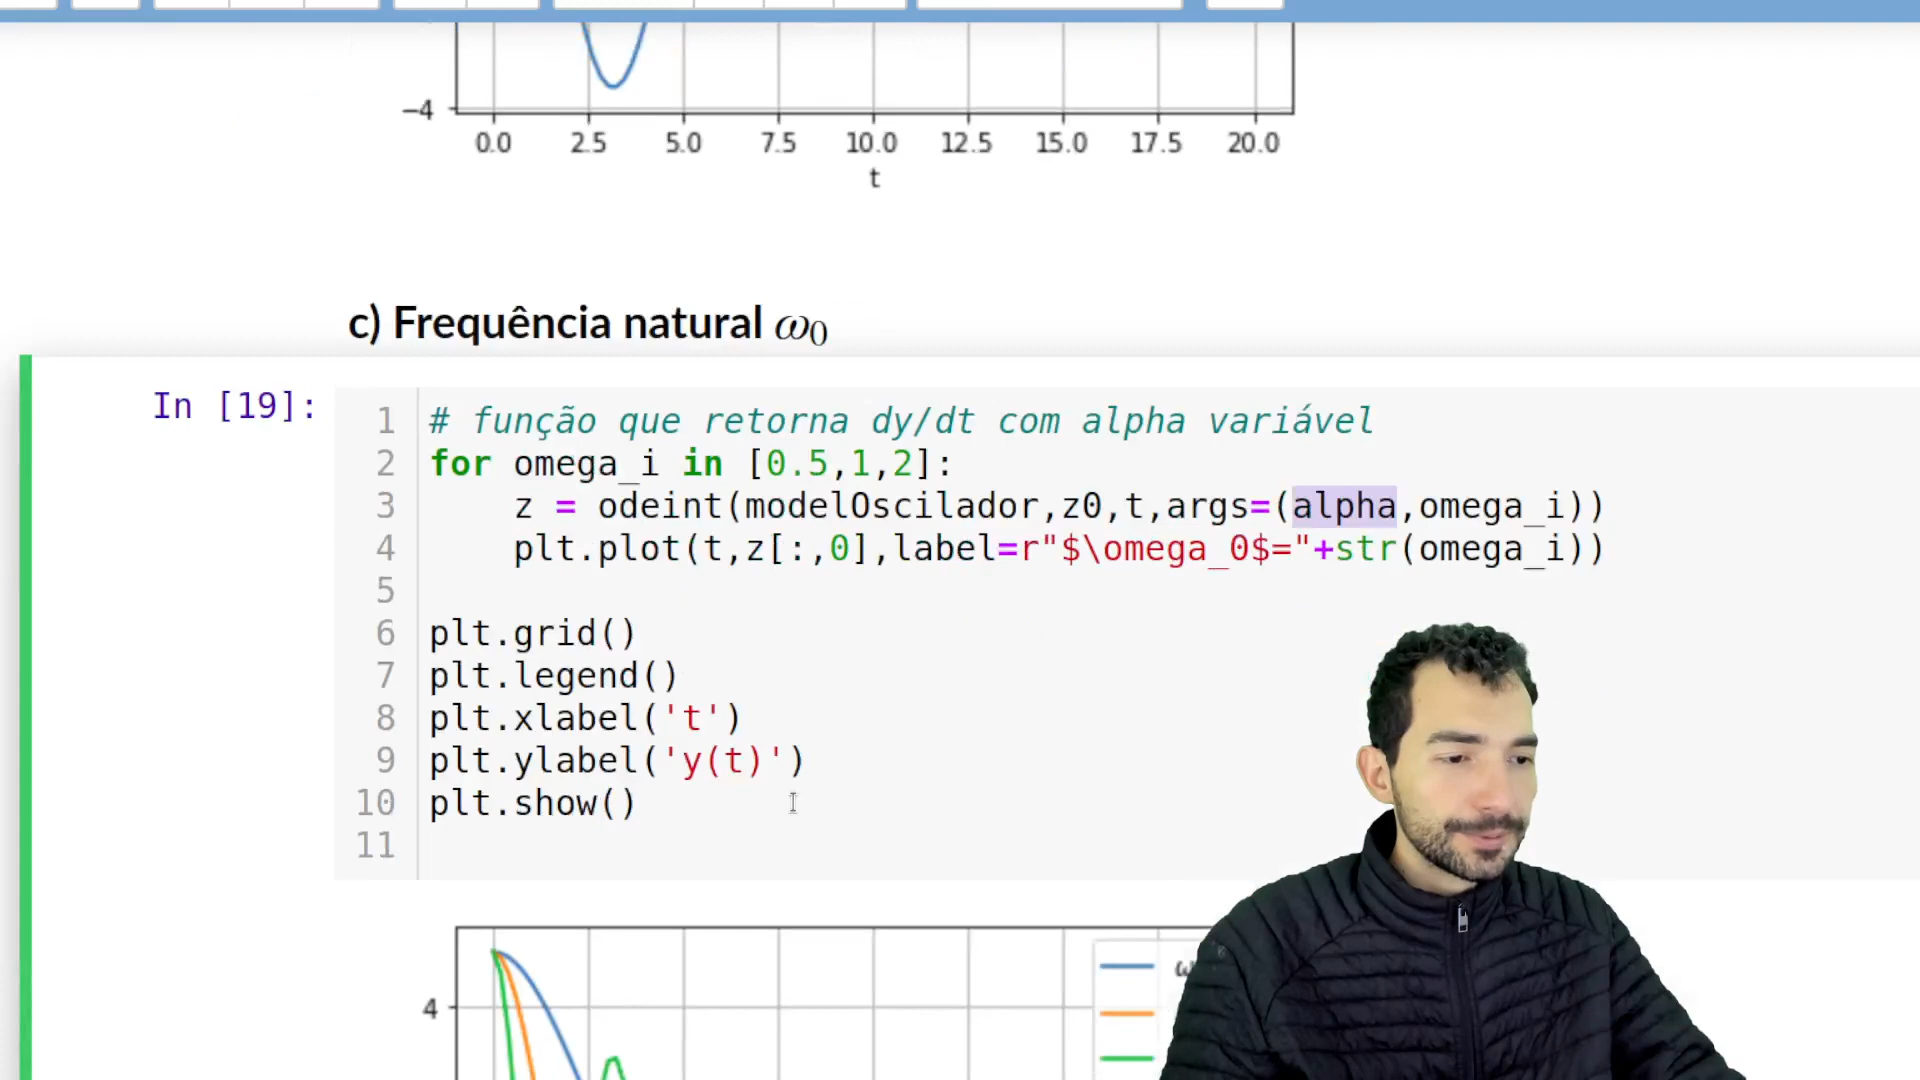 −4
0.0 2.5 5.0 7.5 10.0 12.5 15.0 17.5 20.0
t
c) Frequência natural ω0
In [19]:
1 # função que retorna dy/dt com alpha variável
2 for omega_i in [0.5,1,2]:
3     z = odeint(modelOscilador,z0,t,args=(alpha,omega_i))
4     plt.plot(t,z[:,0],label=r"$\omega_0$="+str(omega_i))
5
6 plt.grid()
7 plt.legend()
8 plt.xlabel('t')
9 plt.ylabel('y(t)')
10 plt.show()
11
4